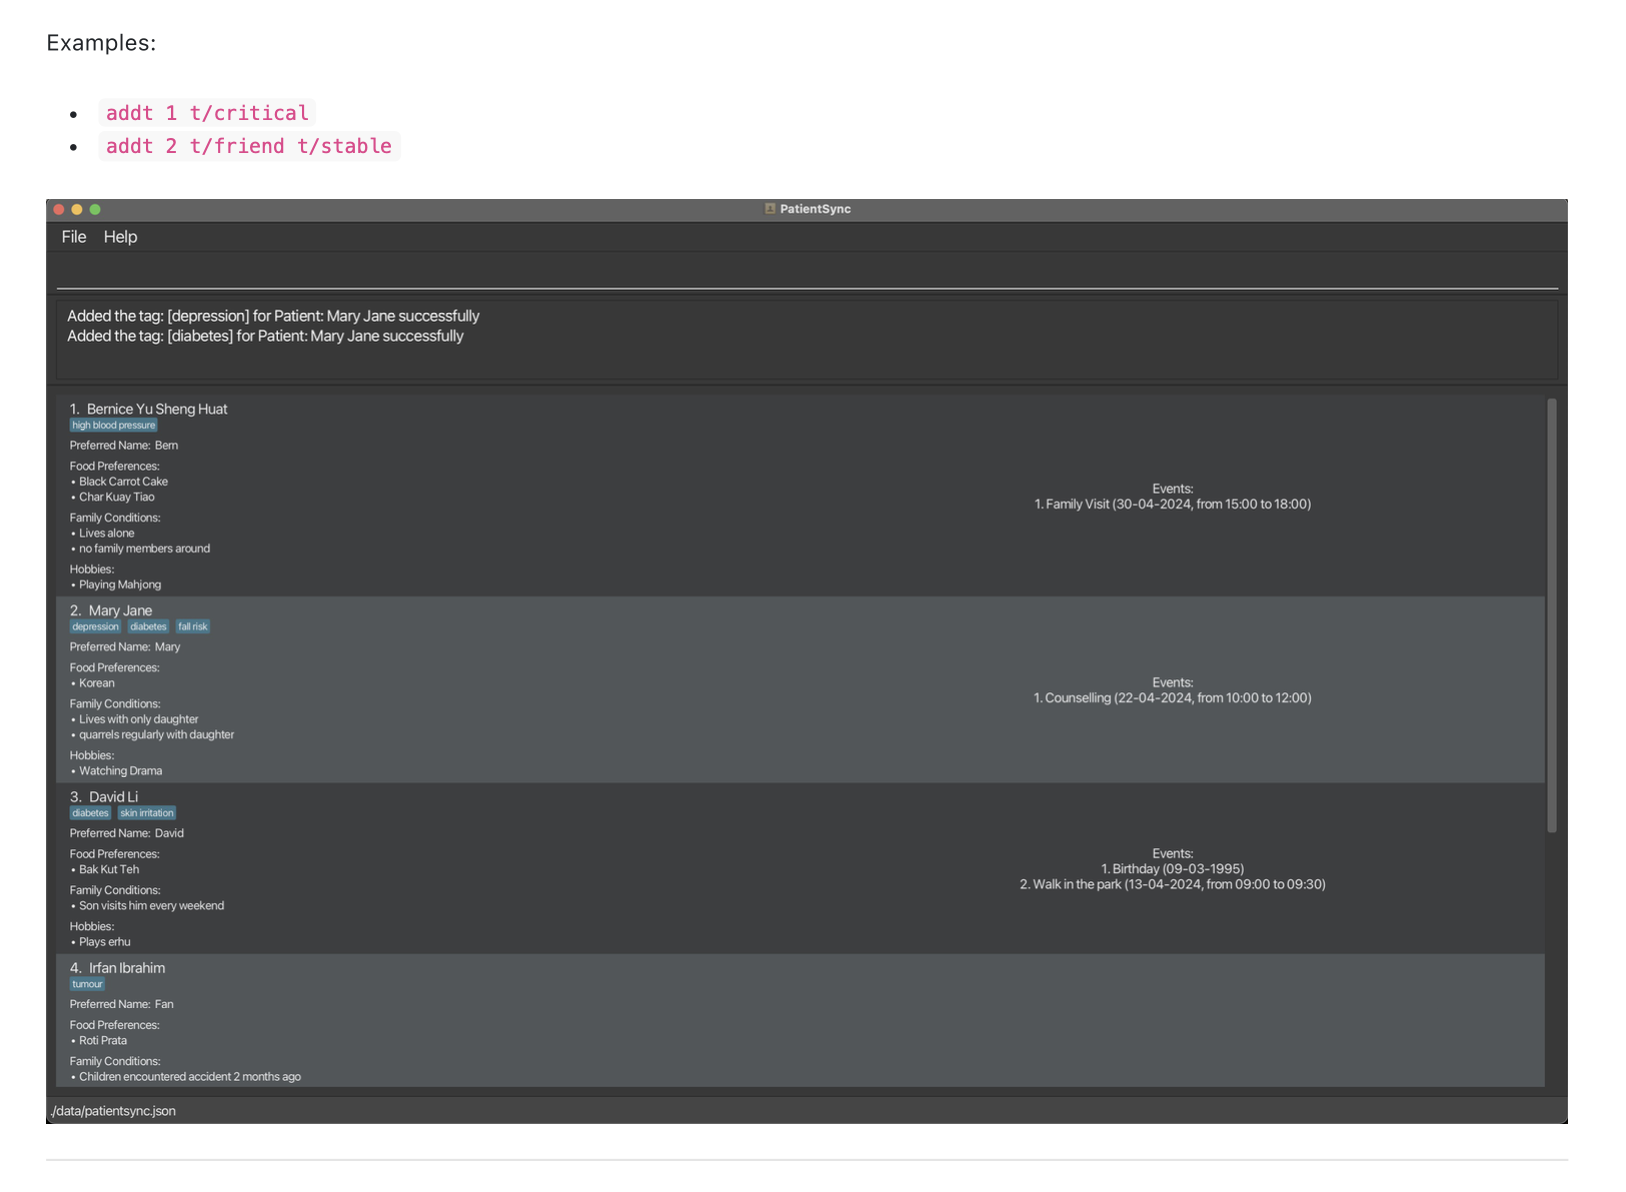 Examples:
• addt 1 t/critical
• addt 2 t/friend t/stable
PatientSync
File Help
Added the tag: [depression] for Patient: Mary Jane successfully
Added the tag: [diabetes] for Patient: Mary Jane successfully
1. Bernice Yu Sheng Huat
high blood pressure
Preferred Name: Bern
Food Preferences:
• Black Carrot Cake
• Char Kuay Tiao
Family Conditions:
• Lives alone
• no family members around
Hobbies:
• Playing Mahjong
Events:
1. Family Visit (30-04-2024, from 15:00 to 18:00)
2. Mary Jane
depression diabetes fall risk
Preferred Name: Mary
Food Preferences:
• Korean
Family Conditions:
• Lives with only daughter
• quarrels regularly with daughter
Hobbies:
• Watching Drama
Events:
1. Counselling (22-04-2024, from 10:00 to 12:00)
3. David Li
diabetes skin irritation
Preferred Name: David
Food Preferences:
• Bak Kut Teh
Family Conditions:
• Son visits him every weekend
Hobbies:
• Plays erhu
Events:
1. Birthday (09-03-1995)
2. Walk in the park (13-04-2024, from 09:00 to 09:30)
4. Irfan Ibrahim
tumour
Preferred Name: Fan
Food Preferences:
• Roti Prata
Family Conditions:
• Children encountered accident 2 months ago
./data/patientsync.json